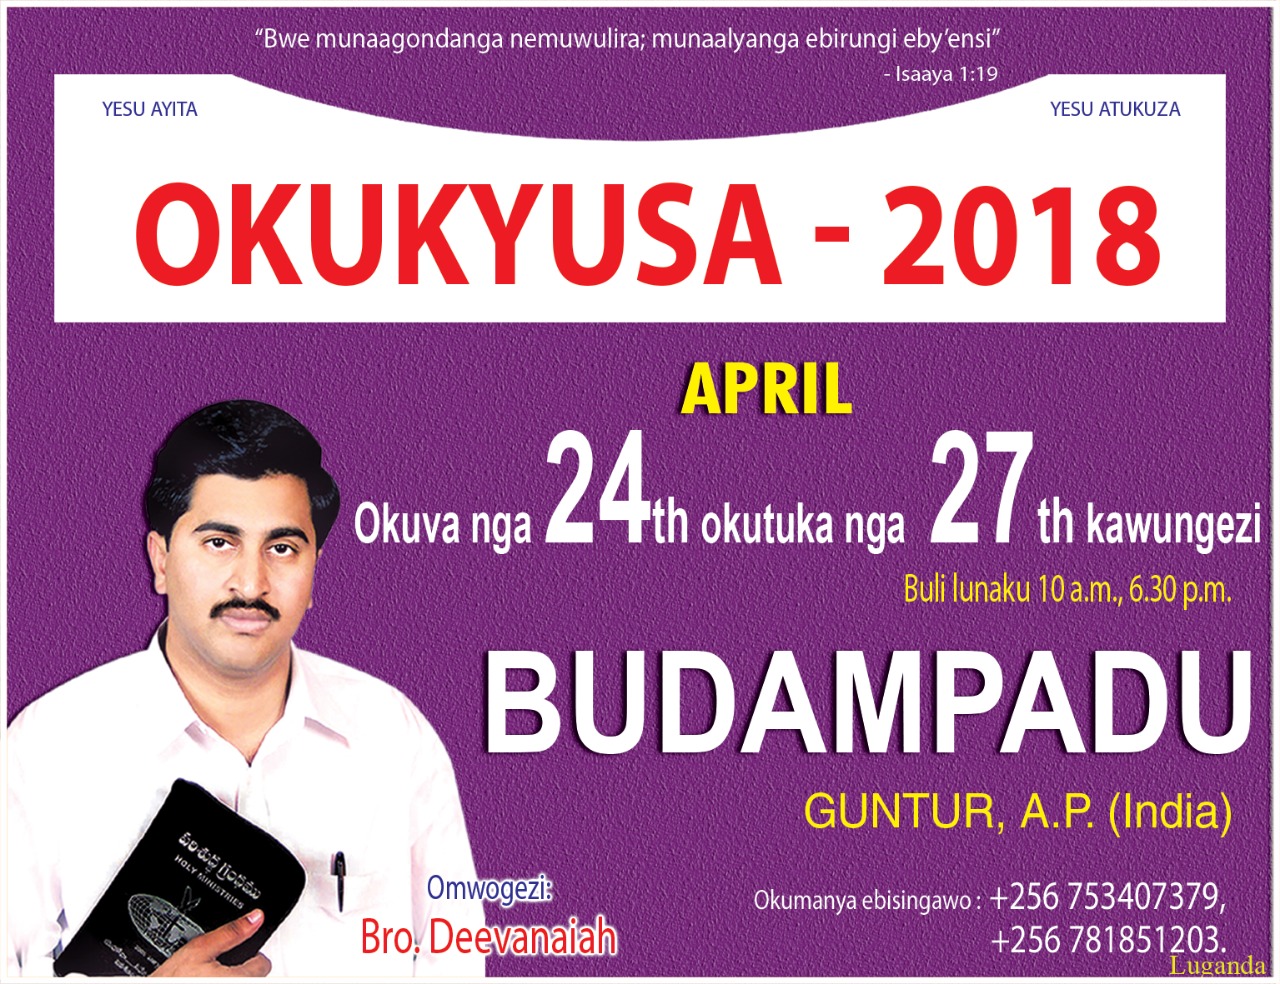 “Bwe munaagondanga nemuwulira; munaalyanga ebirungi eby’ensi”
- Isaaya 1:19
YESU AYITA
YESU ATUKUZA
OKUKYUSA - 2018
APRIL
Okuva nga 24th okutuka nga 27 th kawungezi
Buli lunaku 10 a.m., 6.30 p.m.
BUDAMPADU
GUNTUR, A.P. (India)
HOLY MINISTRIES
Omwogezi:
Bro. Deevanaiah
Okumanya ebisingawo : +256 753407379,
+256 781851203.
Luganda